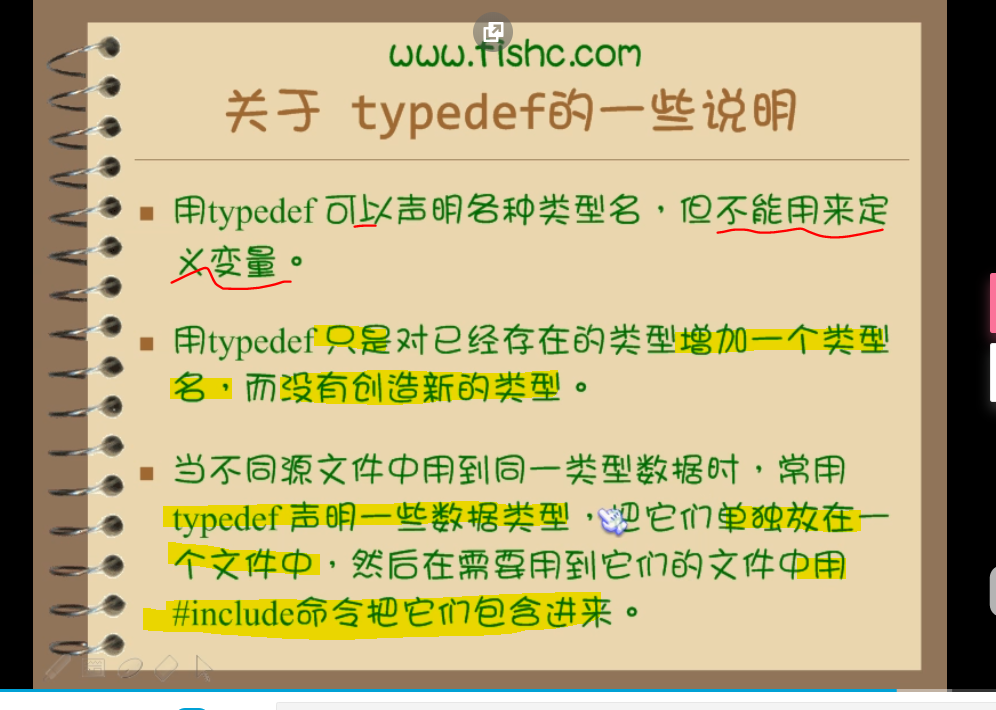 www.fishc.com
关于 typedef的一些说明
用typedef 可以声明各种类型名，但不能用来定
义变量。
用typedef 只是对已经存在的类型增加一个类型
名，而没有创造新的类型。
当不同源文件中用到同一类型数据时，常用
typedef 声明一些数据类型，把它们单独放在一
个文件中，然后在需要用到它们的文件中用
#include命令把它们包含进来。